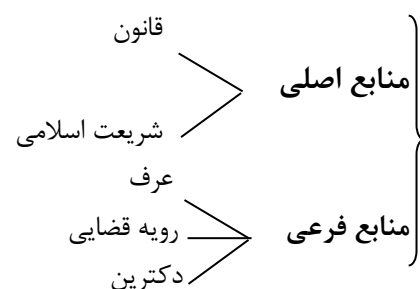 منابع اصلی
قانون
شریعت اسلامی
منابع فرعی
عرف
رویه قضایی
دکترین